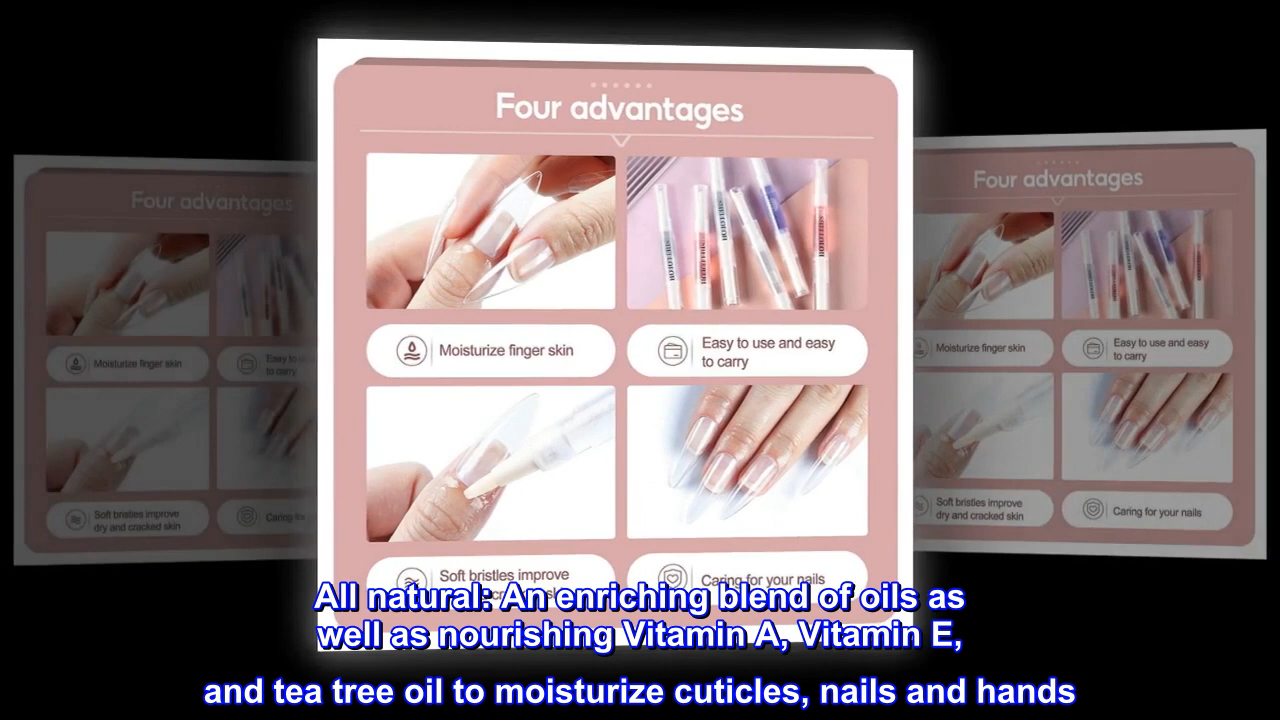 Four advantages
Moisturize finger skin
Easy to use and easy
to carry
Soft bristles improve
Caring for your nails
Four advantages
Moisturize finger skin
Easy to
Soft bristles improve
dry and cracked skin
Caring
Four advantages
Moisturize finger skin
Easy to use and easy
to carry
Soft bristles improve
dry and cracked skin
Caring for your nails
All natural: An enriching blend of oils as
well as nourishing Vitamin A, Vitamin E,
and tea tree oil to moisturize cuticles, nails and hands